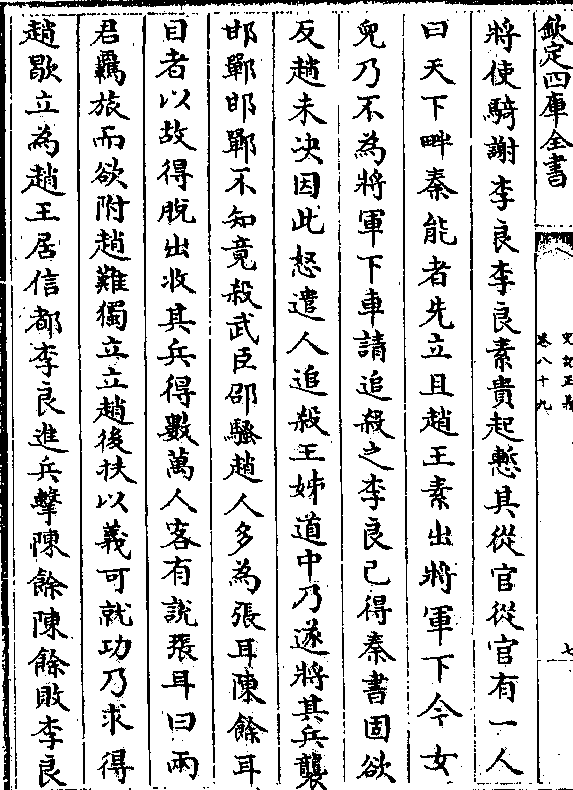 欽定四庫全書
史記正義
卷八十九
七
將使騎謝李良李良素貴起慙其從官從官有一人
曰天下畔秦能者先立且趙王素出將軍下今女
兒乃不為將軍下車請追殺之李良已得秦書固欲
反趙未决因此怒遣人追殺王姊道中乃遂將其兵襲
邯鄲邯鄲不知竟殺武臣邵騷趙人多為張耳陳餘耳
目者以故得脫出收其兵得數萬人客有說張耳曰兩
君羈旅而欲附趙難獨立立趙後扶以義可就功乃求得
趙歇立為趙王居信都李良進兵擊陳餘陳餘敗李良